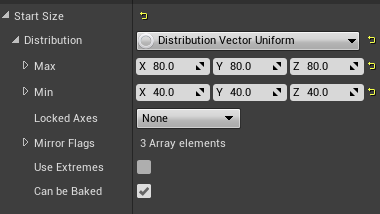 Start Size
Distribution Distribution Vector Uniform
Max X 80.0 Y 80.0 Z 80.0
Min X 40.0 Y 40.0 Z 40.0
Locked Axes None
Mirror Flags 3 Array elements
Use Extremes
Can be Baked